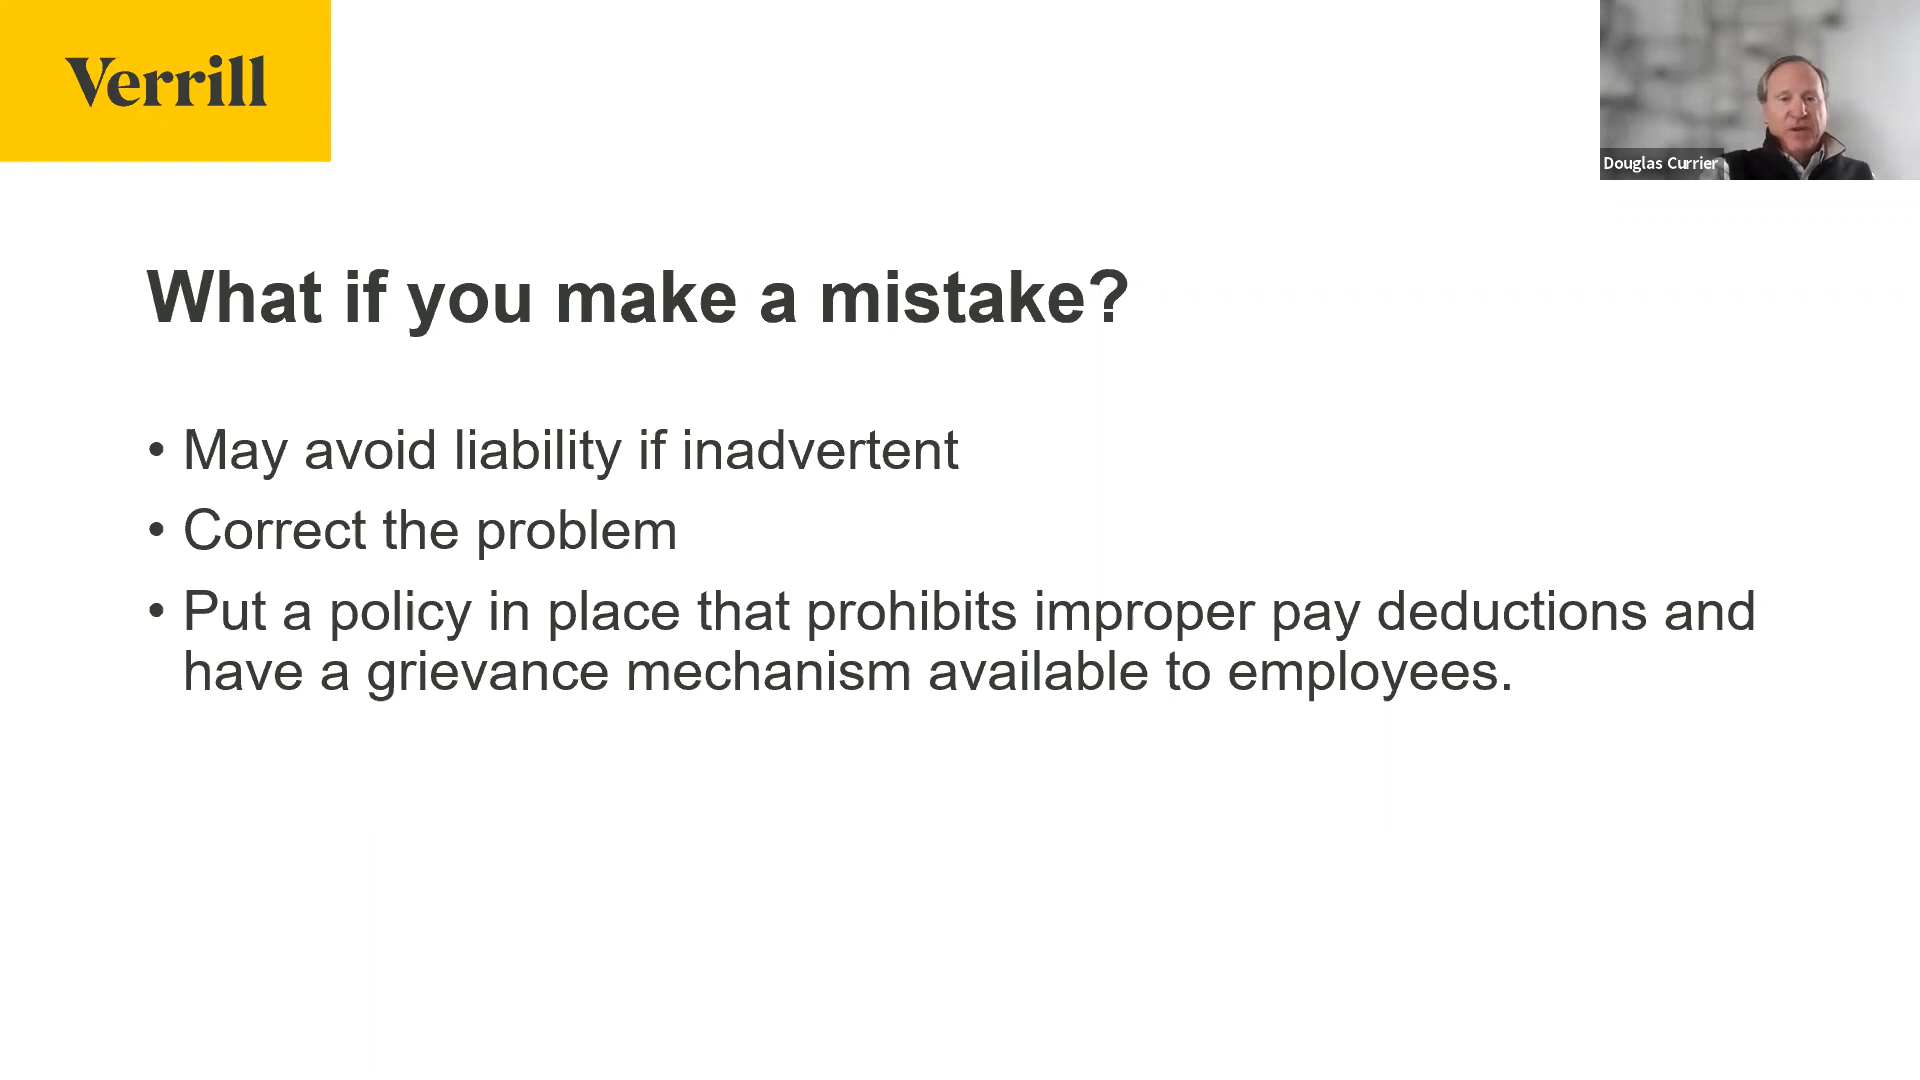 Verrill
Douglas Currier
What if you make a mistake?
• May avoid liability if inadvertent
• Correct the problem
• Put a policy in place that prohibits improper pay deductions and
have a grievance mechanism available to employees.